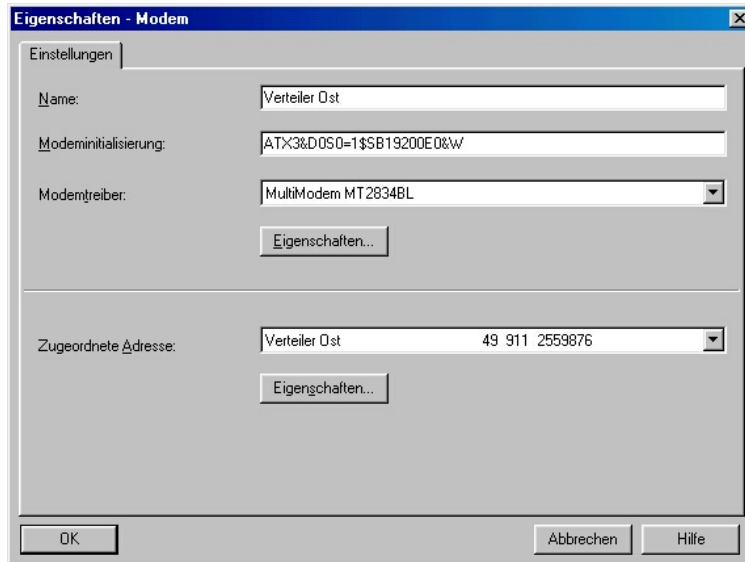 Eigenschaften - Modem
Einstellungen
Name: Verteiler Ost
Modeminitialisierung: ATX3&D0S0=1$SB19200E0&W
Modemtreiber: MultiModem MT2834BL
Eigenschaften...
Zugeordnete Adresse: Verteiler Ost 49 911 2559876
Eigenschaften...
OK Abbrechen Hilfe